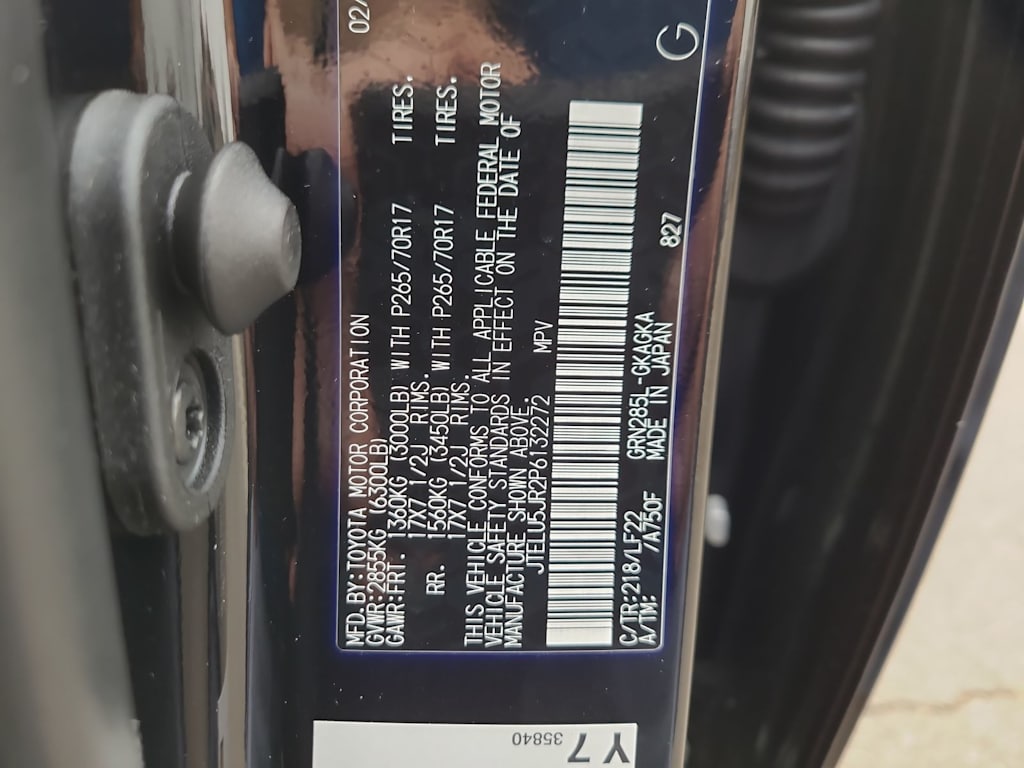 MFD.BY:TOYOTA MOTOR CORPORATION 02/
GVWR:2855KG (6300LB)
GAWR:FRT. 1360KG (3000LB) WITH P265/70R17 TIRES.
17X7 1/2J RIMS.
RR. 1560KG (3450LB) WITH P265/70R17 TIRES.
17X7 1/2J RIMS.
THIS VEHICLE CONFORMS TO ALL APPLICABLE FEDERAL MOTOR
VEHICLE SAFETY STANDARDS IN EFFECT ON THE DATE OF
MANUFACTURE SHOWN ABOVE.
JTELU5JR2P6132272 MPV
C/TR:218/LF22 GRN285L-GKAGKA 827 G
A/TM: /A750F MADE IN JAPAN
Y7
35840